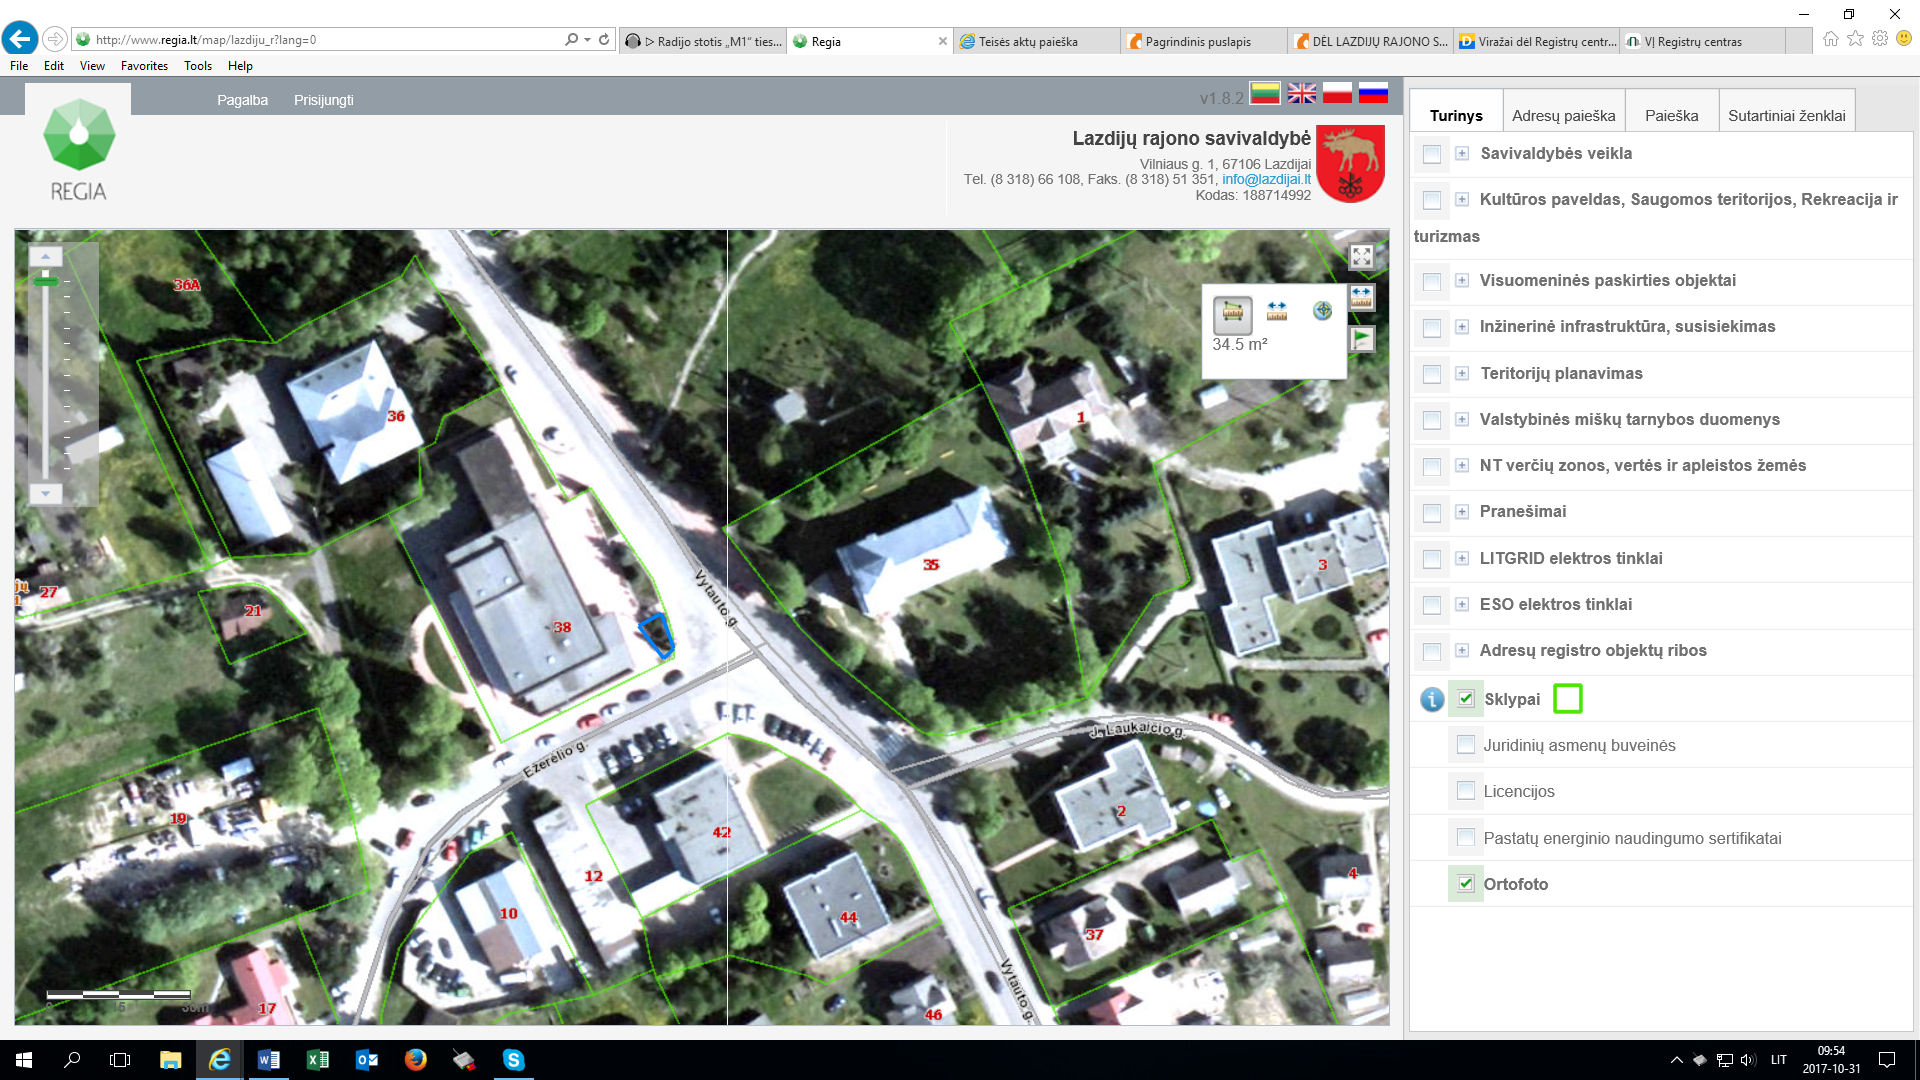 http://www.regia.lt/map/lazdiju_r?lang=0
▷ Radijo stotis „M1“ ties...
Regia
Teisės aktų paieška
Pagrindinis puslapis
DĖL LAZDIJŲ RAJONO S...
Viražai dėl Registrų centr...
VĮ Registrų centras
File Edit View Favorites Tools Help
Pagalba Prisijungti
v1.8.2
REGIA
Lazdijų rajono savivaldybė
Vilniaus g. 1, 67106 Lazdijai
Tel. (8 318) 66 108, Faks. (8 318) 51 351, info@lazdijai.lt
Kodas: 188714992
Turinys Adresų paieška Paieška Sutartiniai ženklai
Savivaldybės veikla
Kultūros paveldas, Saugomos teritorijos, Rekreacija ir
turizmas
Visuomeninės paskirties objektai
Inžinerinė infrastruktūra, susisiekimas
Teritorijų planavimas
Valstybinės miškų tarnybos duomenys
NT verčių zonos, vertės ir apleistos žemės
Pranešimai
LITGRID elektros tinklai
ESO elektros tinklai
Adresų registro objektų ribos
Sklypai
Juridinių asmenų buveinės
Licencijos
Pastatų energinio naudingumo sertifikatai
Ortofoto
34.5 m²
36A
36
1
35
3
27
21
38
Vytauto g.
J. Laukaičio g.
Ežerėlio g.
19
42
2
12
10
44
37
4
17
46
Vytauto g.
0 15 30m
LIT
09:54
2017-10-31